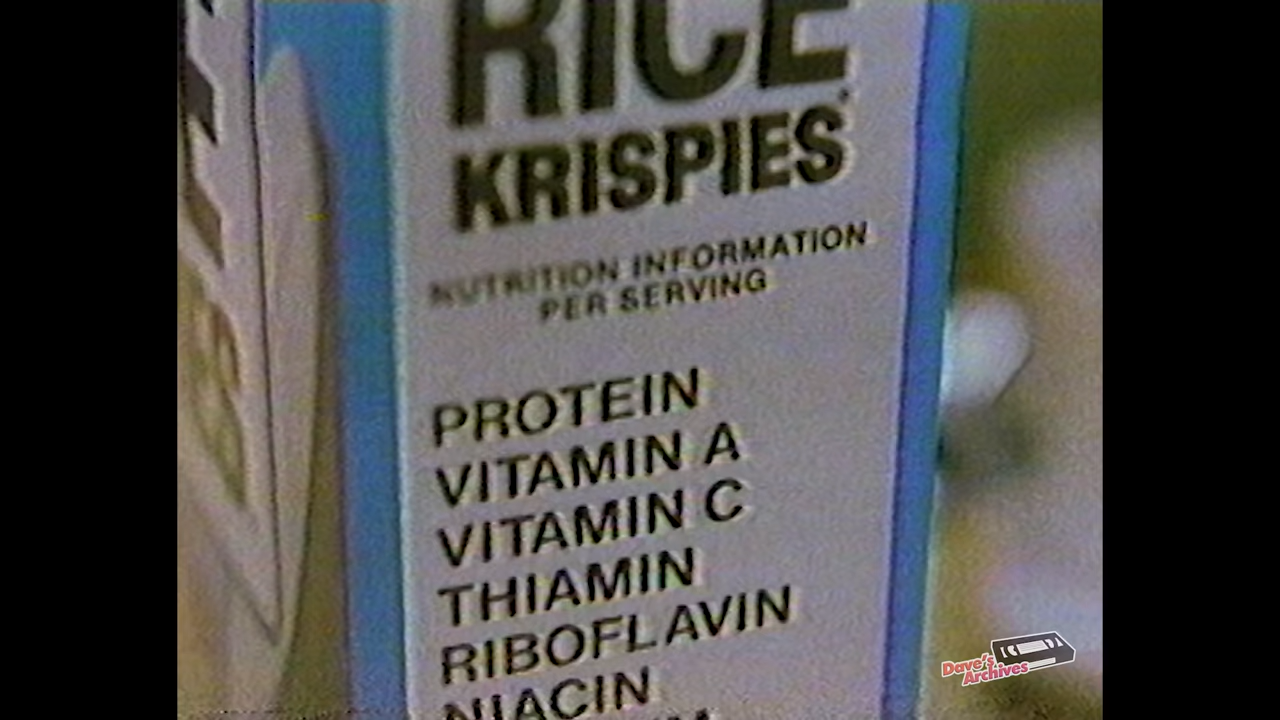 RICE
KRISPIES
NUTRITION INFORMATION
PER SERVING
PROTEIN
VITAMIN A
VITAMIN C
THIAMIN
RIBOFLAVIN
NIACIN
Dave's
Archives